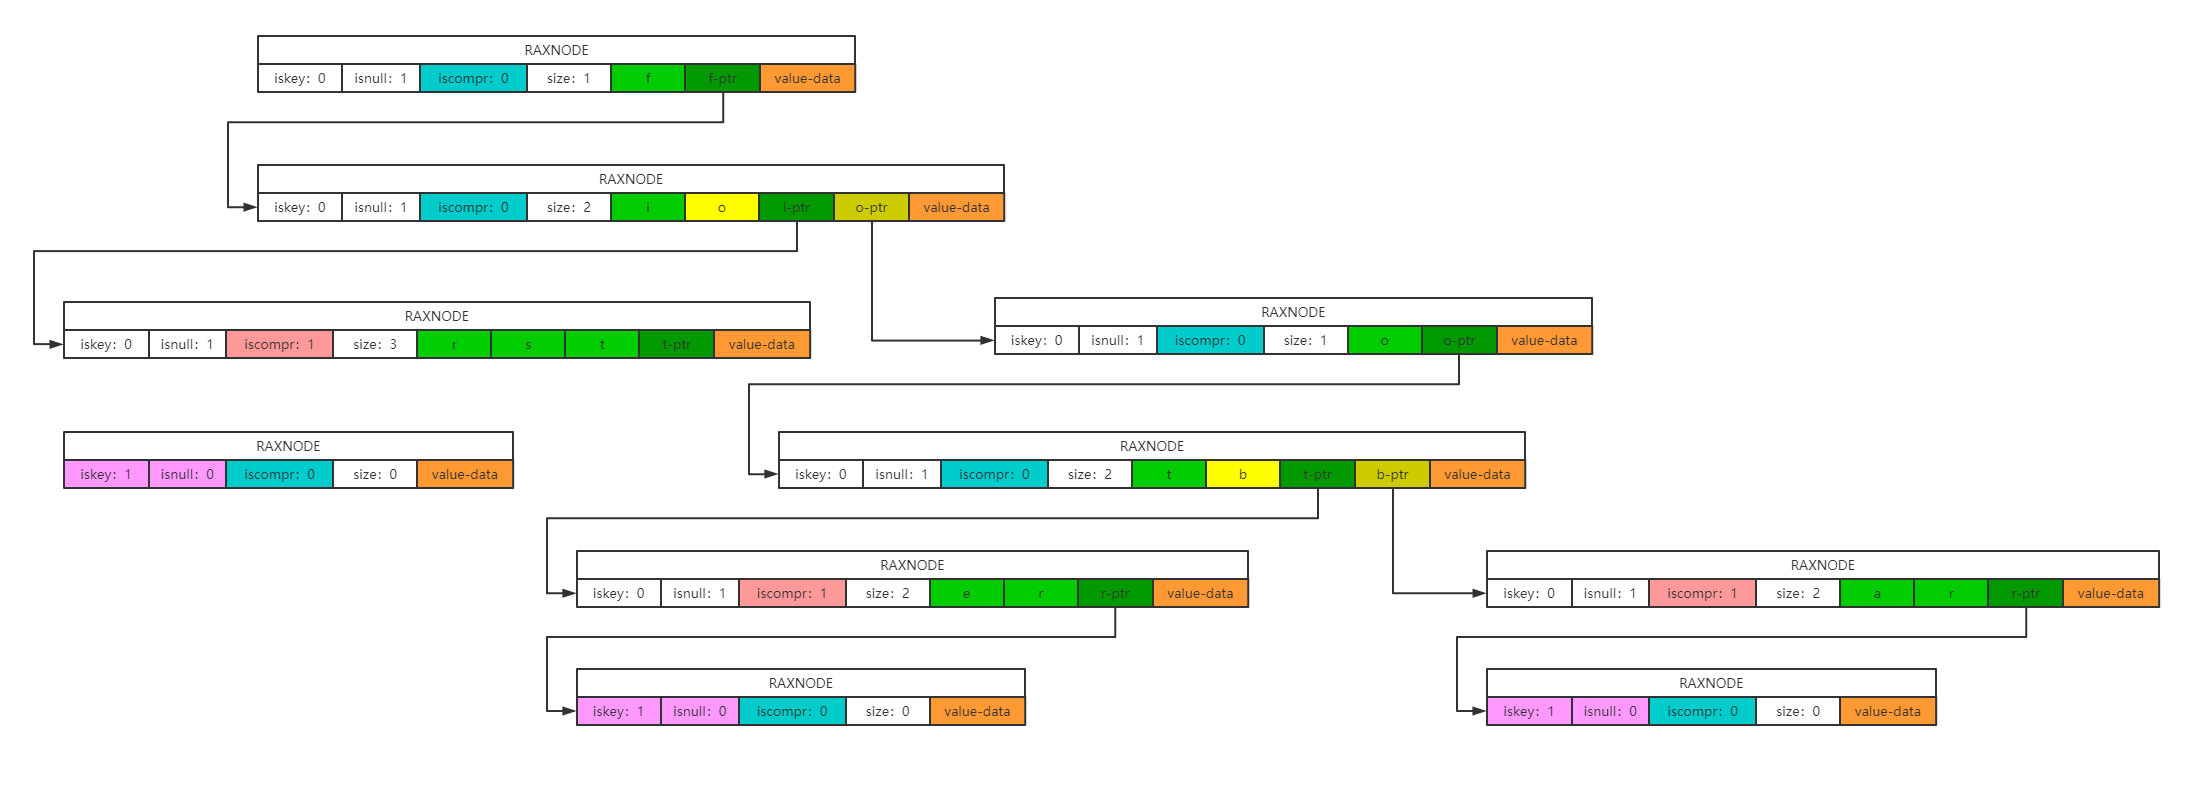 RAXNODE
iskey: 0 isnull: 1 iscompr: 0 size: 1 f f-ptr value-data
RAXNODE
iskey: 0 isnull: 1 iscompr: 0 size: 2 i o i-ptr o-ptr value-data
RAXNODE
iskey: 0 isnull: 1 iscompr: 1 size: 3 r s t t-ptr value-data
RAXNODE
iskey: 0 isnull: 1 iscompr: 0 size: 1 o o-ptr value-data
RAXNODE
iskey: 1 isnull: 0 iscompr: 0 size: 0 value-data
RAXNODE
iskey: 0 isnull: 1 iscompr: 0 size: 2 t b t-ptr b-ptr value-data
RAXNODE
iskey: 0 isnull: 1 iscompr: 1 size: 2 e r r-ptr value-data
RAXNODE
iskey: 0 isnull: 1 iscompr: 1 size: 2 a r r-ptr value-data
RAXNODE
iskey: 1 isnull: 0 iscompr: 0 size: 0 value-data
RAXNODE
iskey: 1 isnull: 0 iscompr: 0 size: 0 value-data